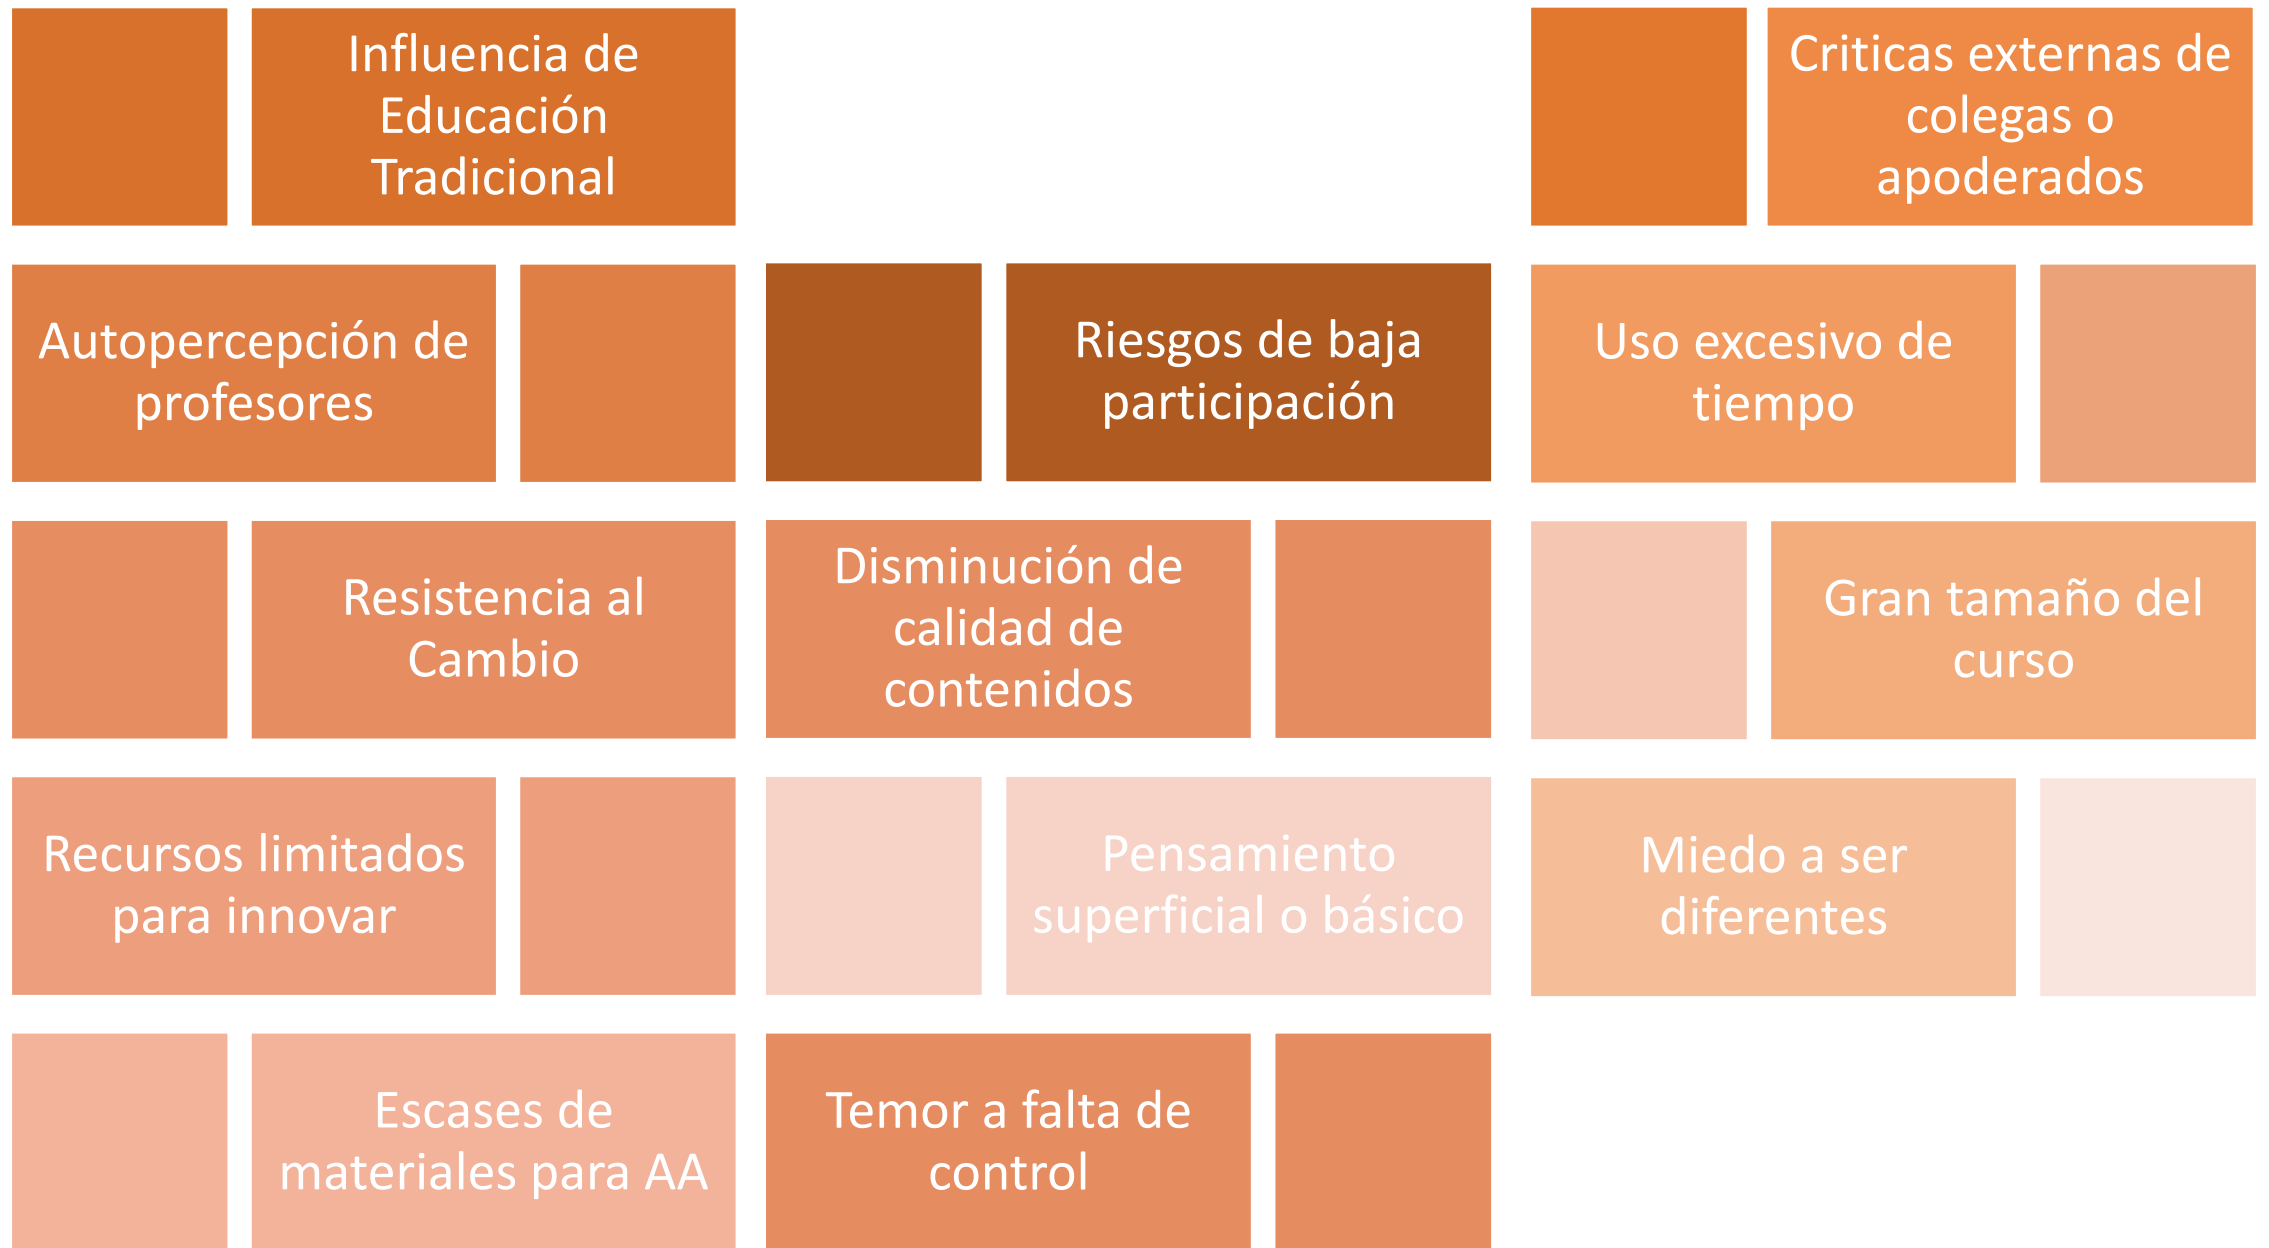 Influencia de
Educación
Tradicional
Autopercepción de
profesores
Resistencia al
Cambio
Recursos limitados
para innovar
Escases de
materiales para AA
Riesgos de baja
participación
Disminución de
calidad de
contenidos
Pensamiento
superficial o básico
Temor a falta de
control
Criticas externas de
colegas o
apoderados
Uso excesivo de
tiempo
Gran tamaño del
curso
Miedo a ser
diferentes